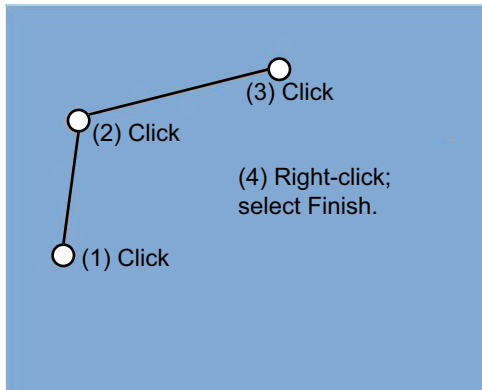 (3) Click
(2) Click
(4) Right-click;
select Finish.
(1) Click